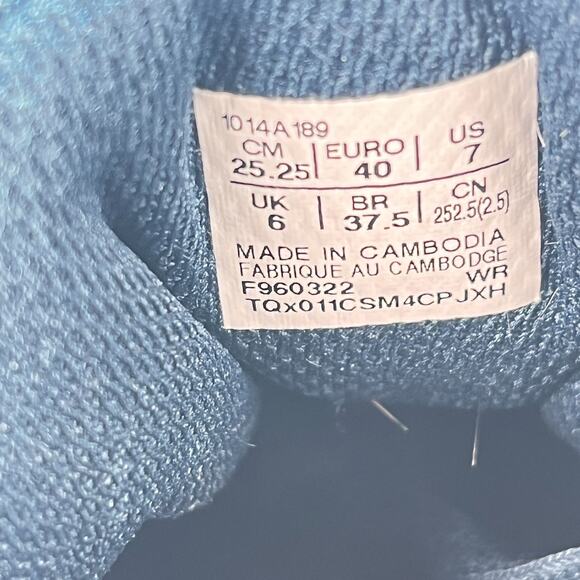 1014A189
CM | EURO | US
25.25 | 40 | 7
UK | BR | CN
6 | 37.5 | 252.5(2.5)
MADE IN CAMBODIA
FABRIQUE AU CAMBODGE
F960322 WR
TQx011CSM4CPJXH